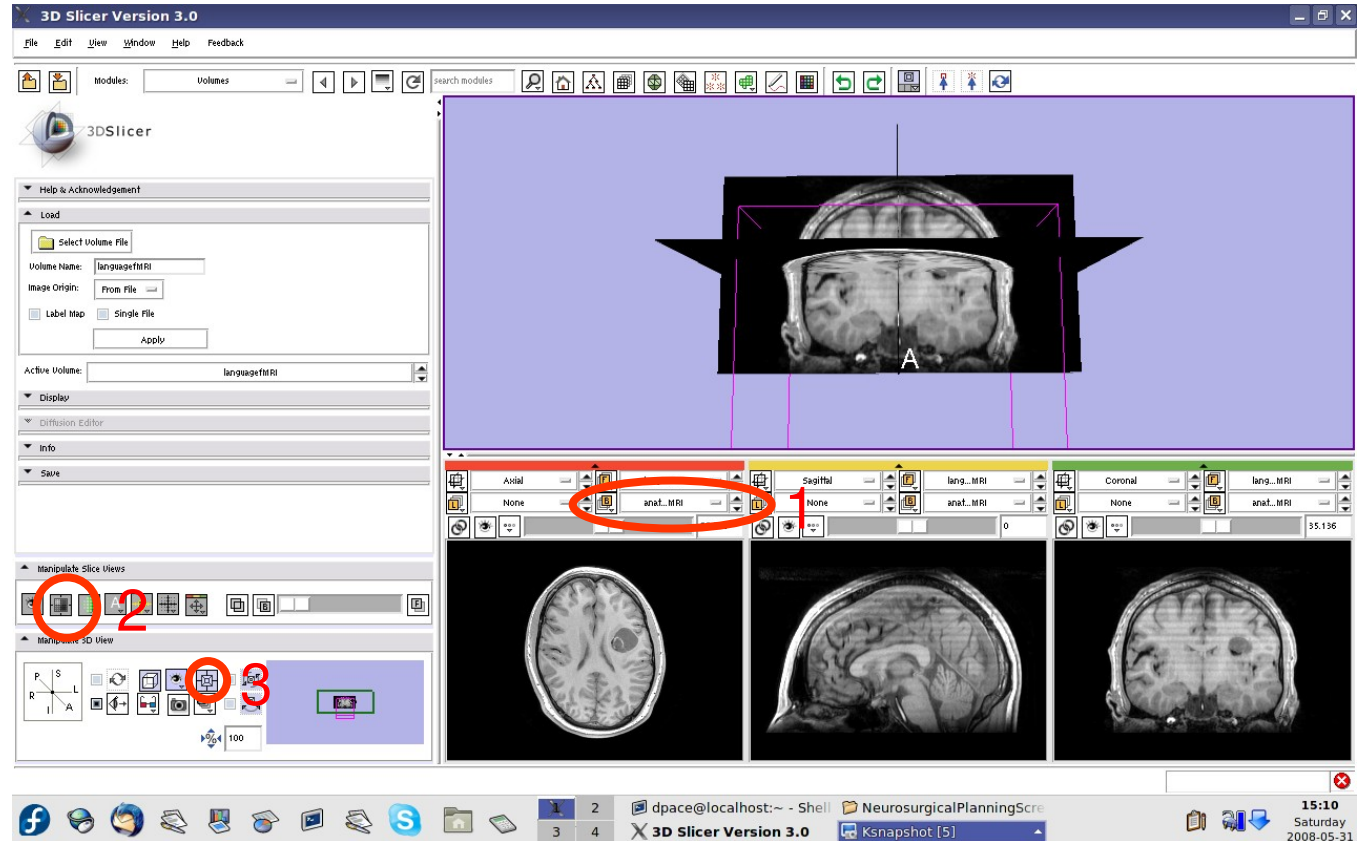 3D Slicer Version 3.0
File Edit View Window Help Feedback
Modules: Volumes search modules
3DSlicer
Help & Acknowledgement
Load
Select Volume File
Volume Name: languagefMRI
Image Origin: From File
Label Map Single File
Apply
Active Volume: languagefMRI
Display
Diffusion Editor
Info
Save
A
Axial F
L None B anat...MRI
1
Sagittal F lang...MRI
L None B anat...MRI
0
Coronal F lang...MRI
L None B anat...MRI
35.136
Manipulate Slice Views
A B F
2
Manipulate 3D View
P S
R L
I A
3
% 100
1 2 dpace@localhost:~ - Shell NeurosurgicalPlanningScre
3 4 3D Slicer Version 3.0 Ksnapshot [5]
15:10
Saturday
2008-05-31